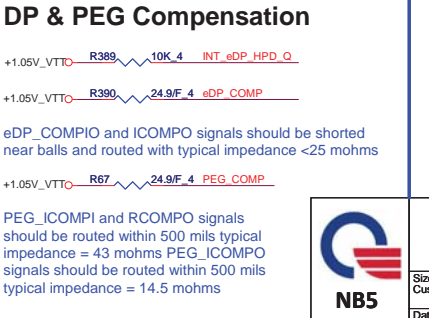 DP & PEG Compensation
+1.05V_VTT R389 10K_4 INT_eDP_HPD_Q
+1.05V_VTT R390 24.9/F_4 eDP_COMP
eDP_COMPIO and ICOMPO signals should be shorted
near balls and routed with typical impedance <25 mohms
+1.05V_VTT R67 24.9/F_4 PEG_COMP
PEG_ICOMPI and RCOMPO signals
should be routed within 500 mils typical
impedance = 43 mohms PEG_ICOMPO
signals should be routed within 500 mils
typical impedance = 14.5 mohms
NB5